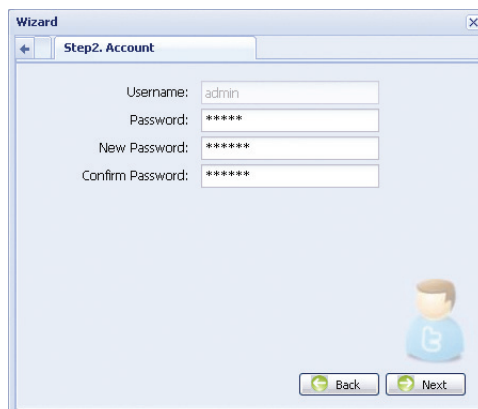 Wizard
Step2. Account
Username: admin
Password: *****
New Password: ******
Confirm Password: ******
Back Next